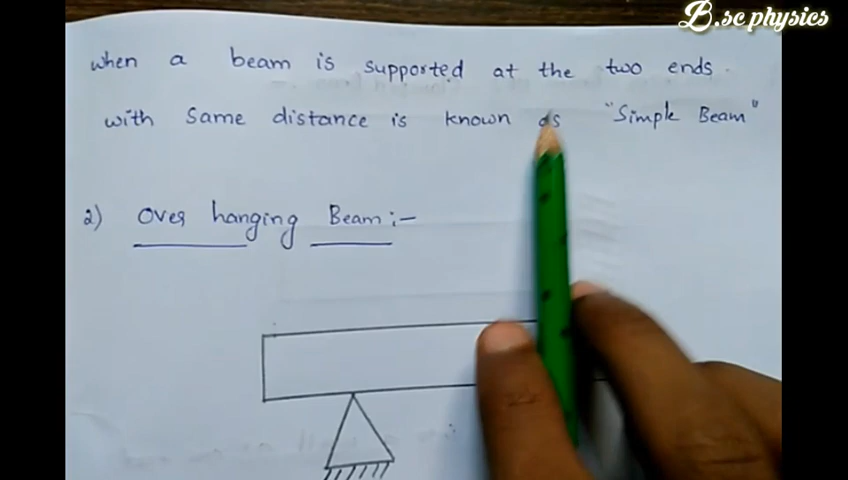 B.sc physics
when a beam is supported at the two ends.
with same distance is known as "Simple Beam"
2) Over hanging Beam:-